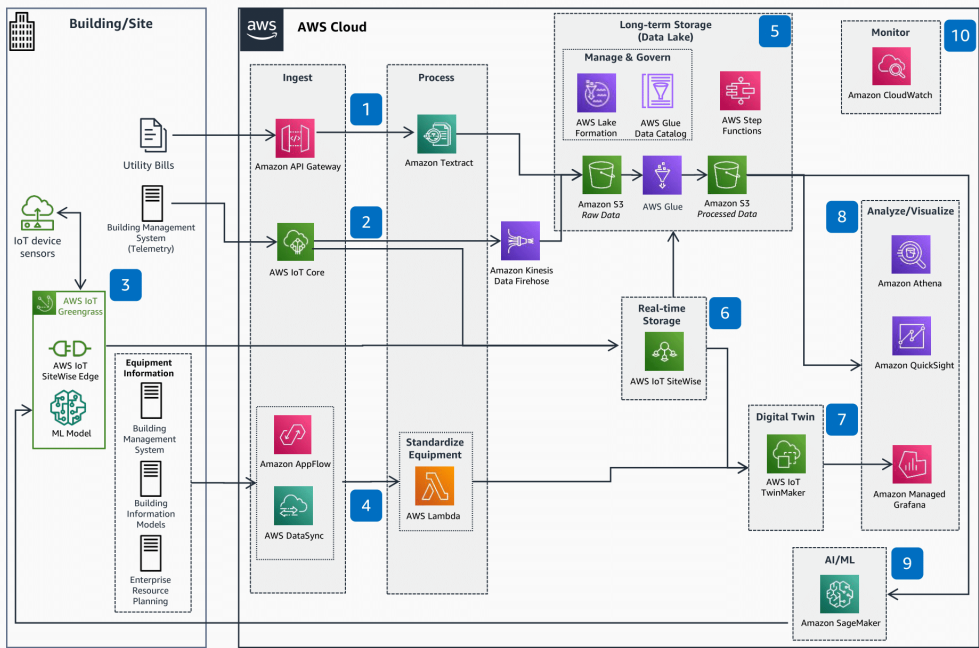 Building/Site
aws
AWS Cloud
Ingest
Process
Long-term Storage
(Data Lake)
5
Manage & Govern
AWS Lake
Formation
AWS Glue
Data Catalog
AWS Step
Functions
Monitor
Amazon CloudWatch
10
1
Utility Bills
Amazon API Gateway
Amazon Textract
Amazon S3
Raw Data
AWS Glue
Amazon S3
Processed Data
Building Management
System
(Telemetry)
IoT device
sensors
2
AWS IoT Core
Amazon Kinesis
Data Firehose
8
Analyze/Visualize
Amazon Athena
Amazon QuickSight
Amazon Managed
Grafana
3
AWS IoT
Greengrass
AWS IoT
SiteWise Edge
ML Model
Real-time
Storage
6
AWS IoT SiteWise
Equipment
Information
Building
Management
System
Building
Information
Models
Enterprise
Resource
Planning
Amazon AppFlow
AWS DataSync
4
Standardize
Equipment
AWS Lambda
Digital Twin
7
AWS IoT
TwinMaker
AI/ML
9
Amazon SageMaker